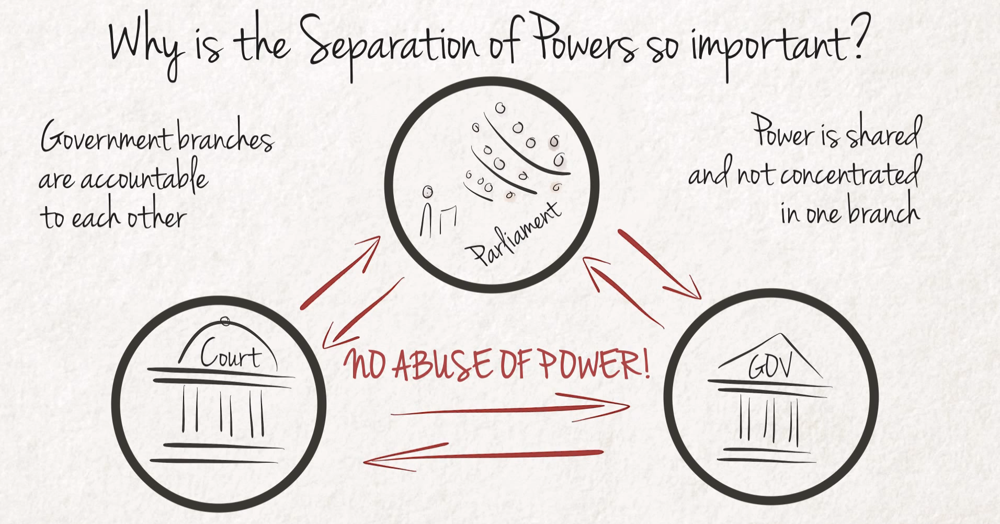 Why is the Separation of Powers so important?
Government branches
are accountable
to each other
Power is shared
and not concentrated
in one branch
Parliament
Court
NO ABUSE OF POWER!
GOV